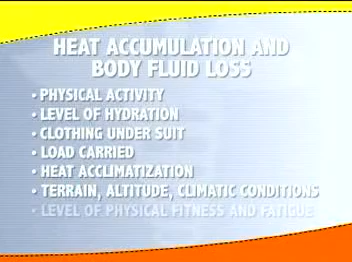 HEAT ACCUMULATION AND
BODY FLUID LOSS
• PHYSICAL ACTIVITY
• LEVEL OF HYDRATION
• CLOTHING UNDER SUIT
• LOAD CARRIED
• HEAT ACCLIMATIZATION
• TERRAIN, ALTITUDE, CLIMATIC CONDITIONS
• LEVEL OF PHYSICAL FITNESS AND FATIGUE